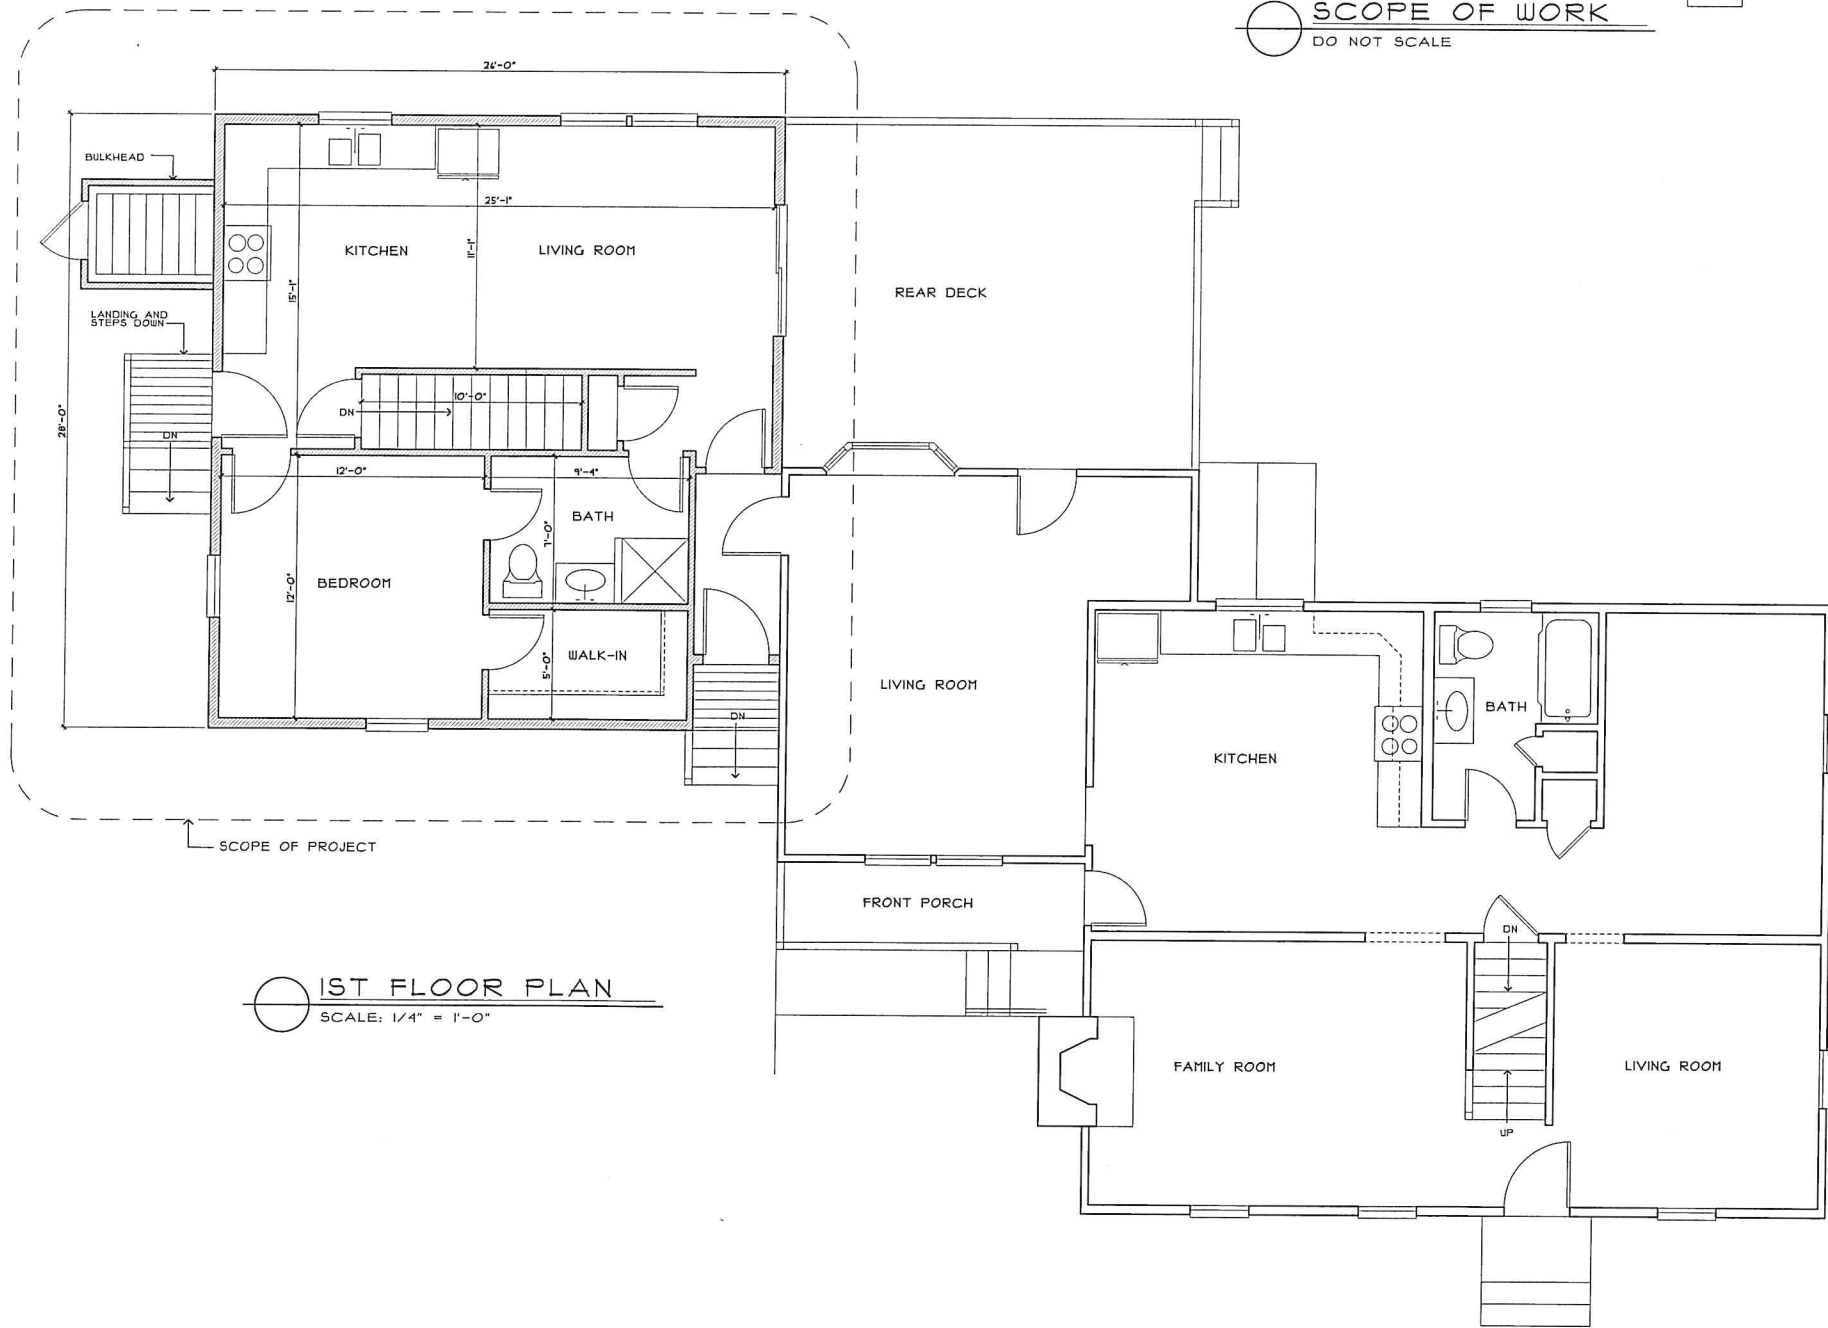 SCOPE OF WORK
DO NOT SCALE
26'-0"
BULKHEAD
25'-1"
KITCHEN
LIVING ROOM
11'-1"
15'-1"
REAR DECK
LANDING AND
STEPS DOWN
28'-0"
DN
10'-0"
DN
12'-0"
9'-4"
BATH
7'-0"
BEDROOM
12'-0"
WALK-IN
5'-0"
DN
LIVING ROOM
KITCHEN
BATH
SCOPE OF PROJECT
FRONT PORCH
DN
1ST FLOOR PLAN
SCALE: 1/4" = 1'-0"
FAMILY ROOM
LIVING ROOM
UP